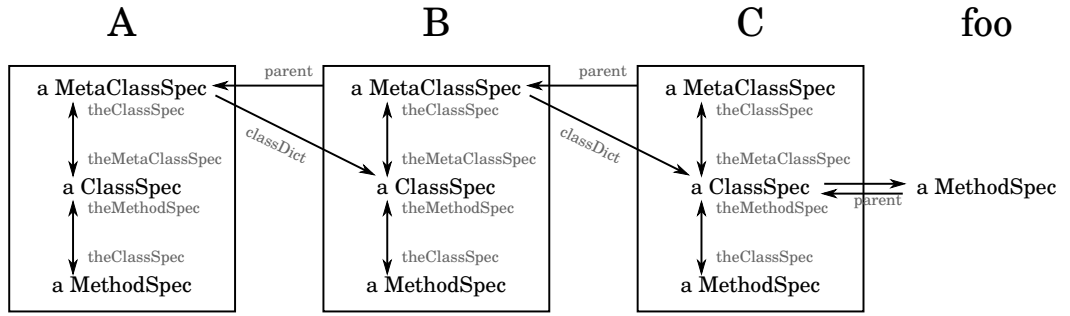 A B C foo
parent parent
a MetaClassSpec a MetaClassSpec a MetaClassSpec
theClassSpec theClassSpec theClassSpec
classDict classDict
theMetaClassSpec theMetaClassSpec theMetaClassSpec
a ClassSpec a ClassSpec a ClassSpec a MethodSpec
parent
theMethodSpec theMethodSpec theMethodSpec
theClassSpec theClassSpec theClassSpec
a MethodSpec a MethodSpec a MethodSpec